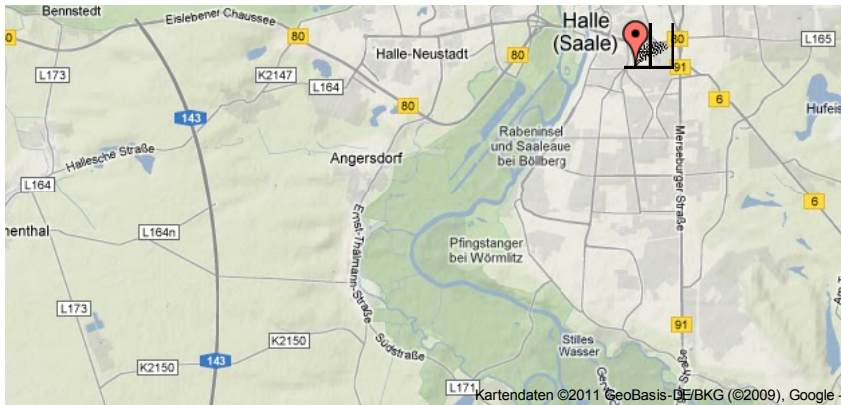 Bennstedt
Eislebener Chaussee
80
80
Halle
(Saale)
80
L165
Halle-Neustadt
80
91
L173
K2147
L164
6
80
143
Rabeninsel
und Saaleaue
bei Böllberg
Hallesche Straße
Angersdorf
Merseburger Straße
L164
6
L164n
Ernst-Thälmann-Straße
Pfingstanger
bei Wörmlitz
L173
91
K2150
143
K2150
Südstraße
Stilles
Wasser
L171
Kartendaten ©2011 GeoBasis-DE/BKG (©2009), Google -